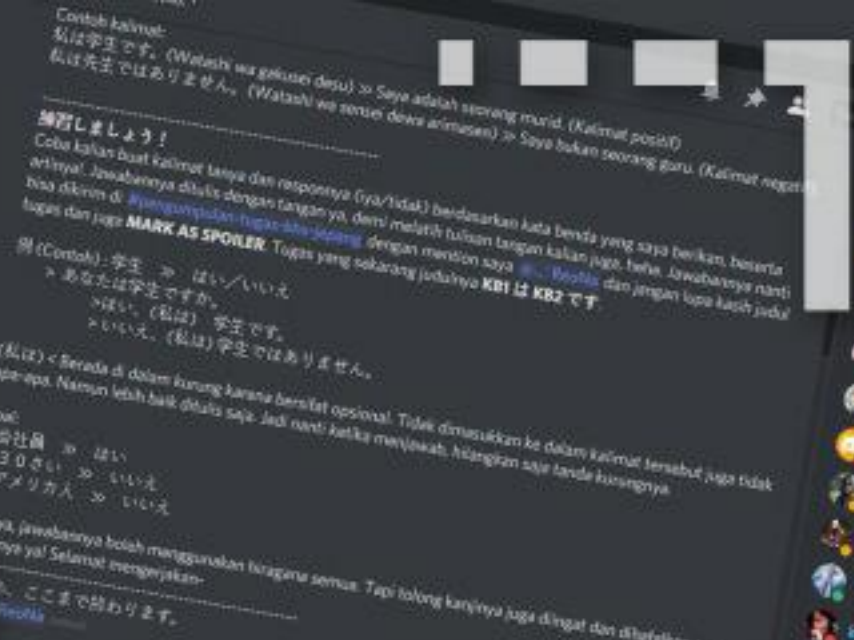 Contoh kalimat:
私は学生です。(Watashi wa gakusei desu) >> Saya adalah seorang murid. (Kalimat positif)
私は先生ではありません。(Watashi wa sensei dewa arimasen) >> Saya bukan seorang guru. (Kalimat negatif
練習しましょう！
Coba kalian buat kalimat tanya dan responnya (iya/tidak) berdasarkan kata benda yang saya berikan, beserta
artinya!. Jawabannya ditulis dengan tangan ya, demi melatih tulisan tangan kalian juga, hehe. Jawabannya nanti
bisa dikirim di #pengumpulan-tugas-bhs-jepang dengan mention saya dan jangan lupa kasih judul
tugas dan juga MARK AS SPOILER. Tugas yang sekarang judulnya KB1 は KB2 です
例 (Contoh) : 学生 >> はい／いいえ
> あなたは学生ですか。
>はい、(私は) 学生です。
>いいえ、(私は) 学生ではありません。
(私は) < Berada di dalam kurung karena bersifat opsional. Tidak dimasukkan ke dalam kalimat tersebut juga tidak
apa-apa. Namun lebih baik ditulis saja. Jadi nanti ketika menjawab, hilangkan saja tanda kurungnya.
会社員 >> はい
30さい >> いいえ
アメリカ人 >> いいえ
jawabannya boleh menggunakan hiragana semua. Tapi tolong kanjinya juga diingat dan
ya! Selamat mengerjakan~
ここまで終わります。